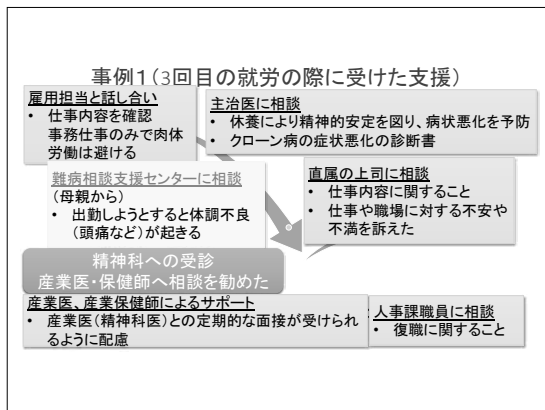 事例1(3回目の就労の際に受けた支援)
雇用担当と話し合い
• 仕事内容を確認
事務仕事のみで肉体
労働は避ける
主治医に相談
• 休養により精神的安定を図り、病状悪化を予防
• クローン病の症状悪化の診断書
難病相談支援センターに相談
(母親から)
• 出勤しようとすると体調不良
(頭痛など)が起きる
直属の上司に相談
• 仕事内容に関すること
• 仕事や職場に対する不安や
不満を訴えた
精神科への受診
産業医・保健師へ相談を勧めた
産業医、産業保健師によるサポート
• 産業医(精神科医)との定期的な面接が受けられ
るように配慮
人事課職員に相談
• 復職に関すること